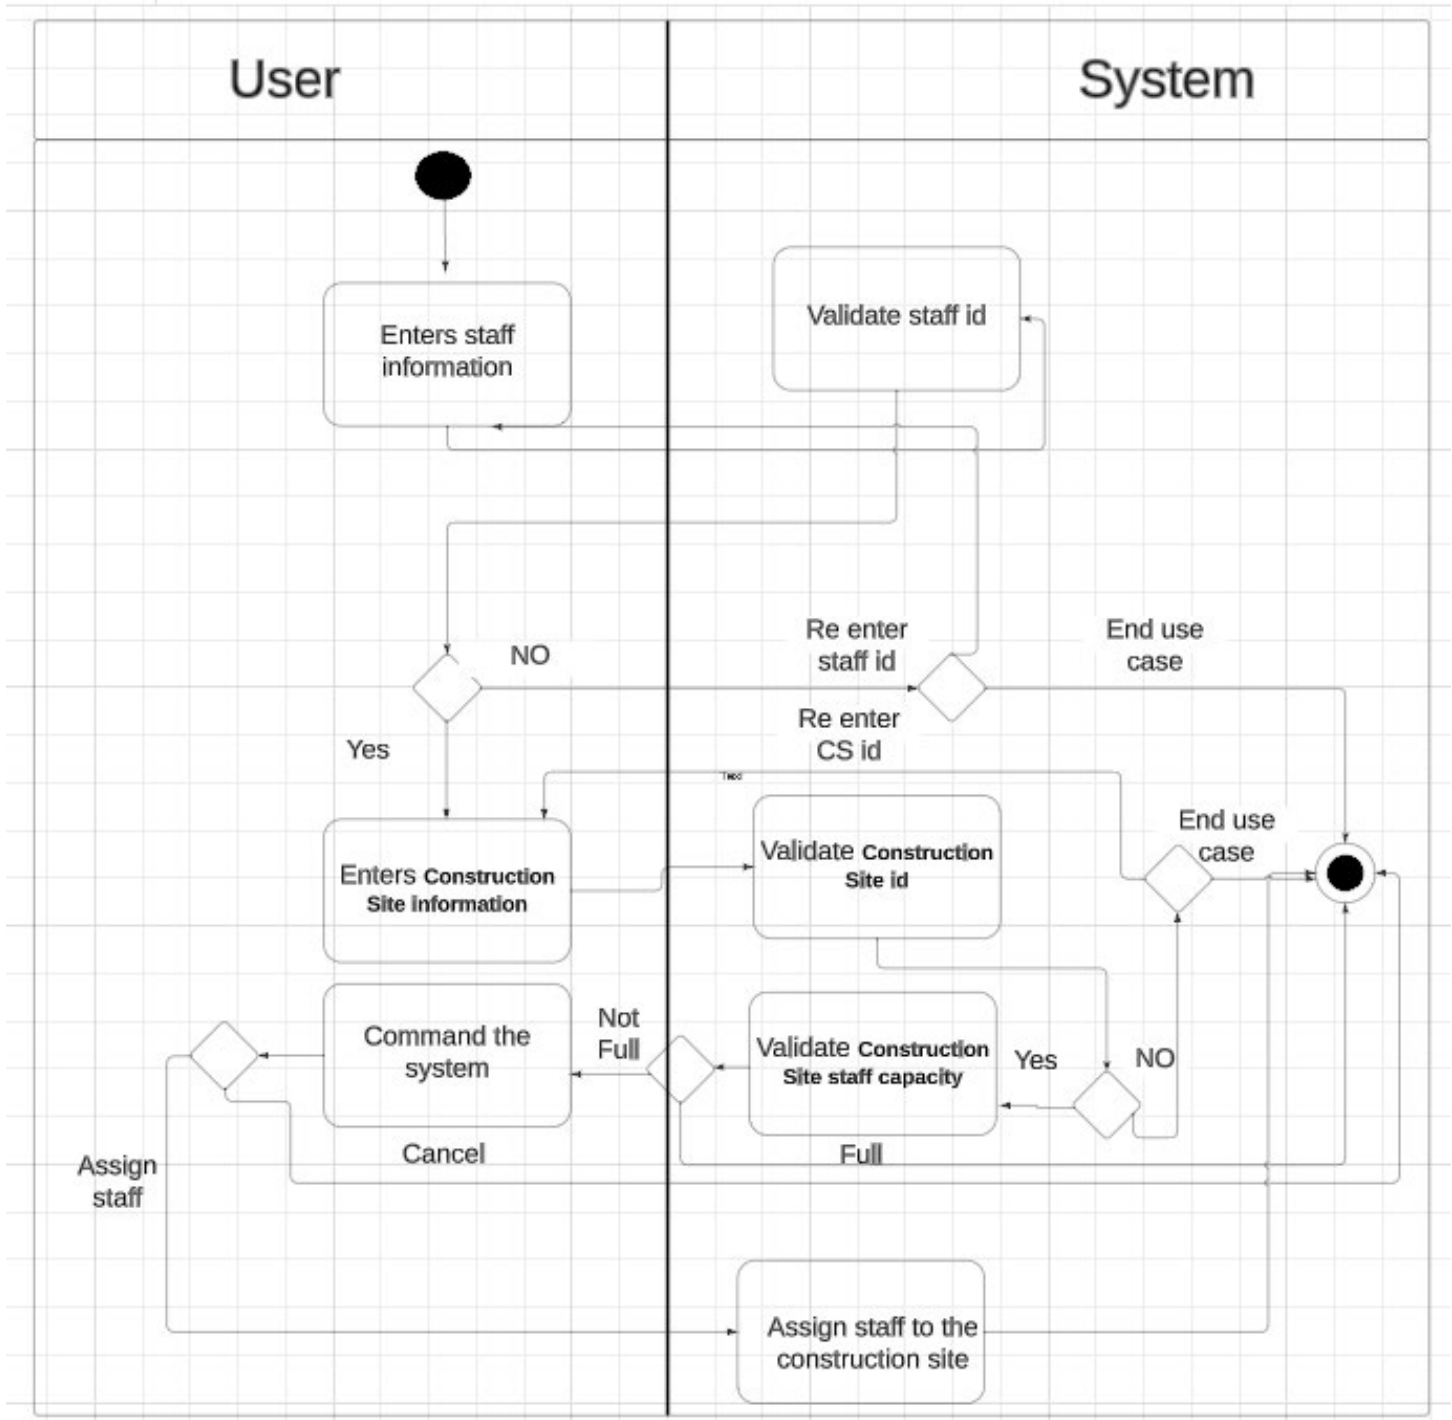 User
System
Enters staff
information
Validate staff id
NO
Re enter
staff id
End use
case
Yes
Re enter
CS id
Text
Enters Construction
Site information
Validate Construction
Site id
End use
case
Command the
system
Not
Full
Validate Construction
Site staff capacity
Yes
NO
Assign
staff
Cancel
Full
Assign staff to the
construction site